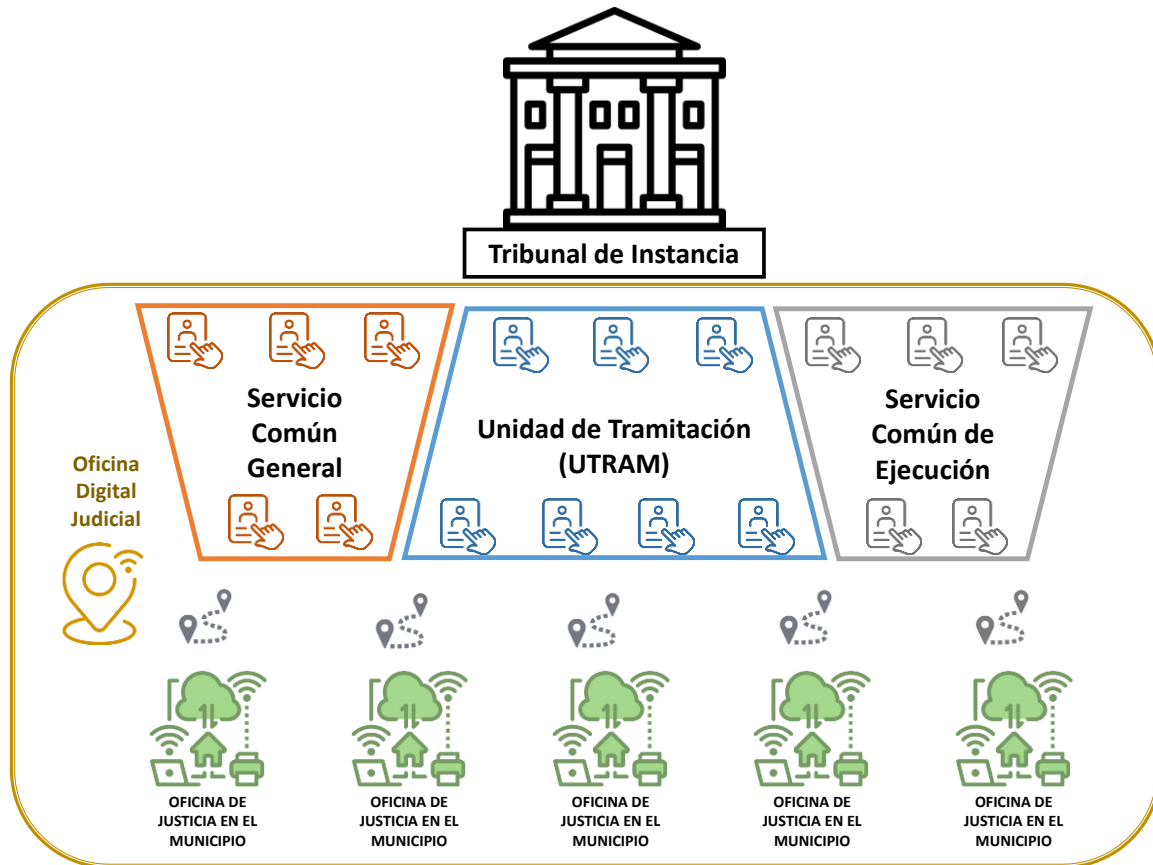 Tribunal de Instancia
Servicio
Común
General
Unidad de Tramitación
(UTRAM)
Servicio
Común de
Ejecución
Oficina
Digital
Judicial
OFICINA DE
JUSTICIA EN EL
MUNICIPIO
OFICINA DE
JUSTICIA EN EL
MUNICIPIO
OFICINA DE
JUSTICIA EN EL
MUNICIPIO
OFICINA DE
JUSTICIA EN EL
MUNICIPIO
OFICINA DE
JUSTICIA EN EL
MUNICIPIO